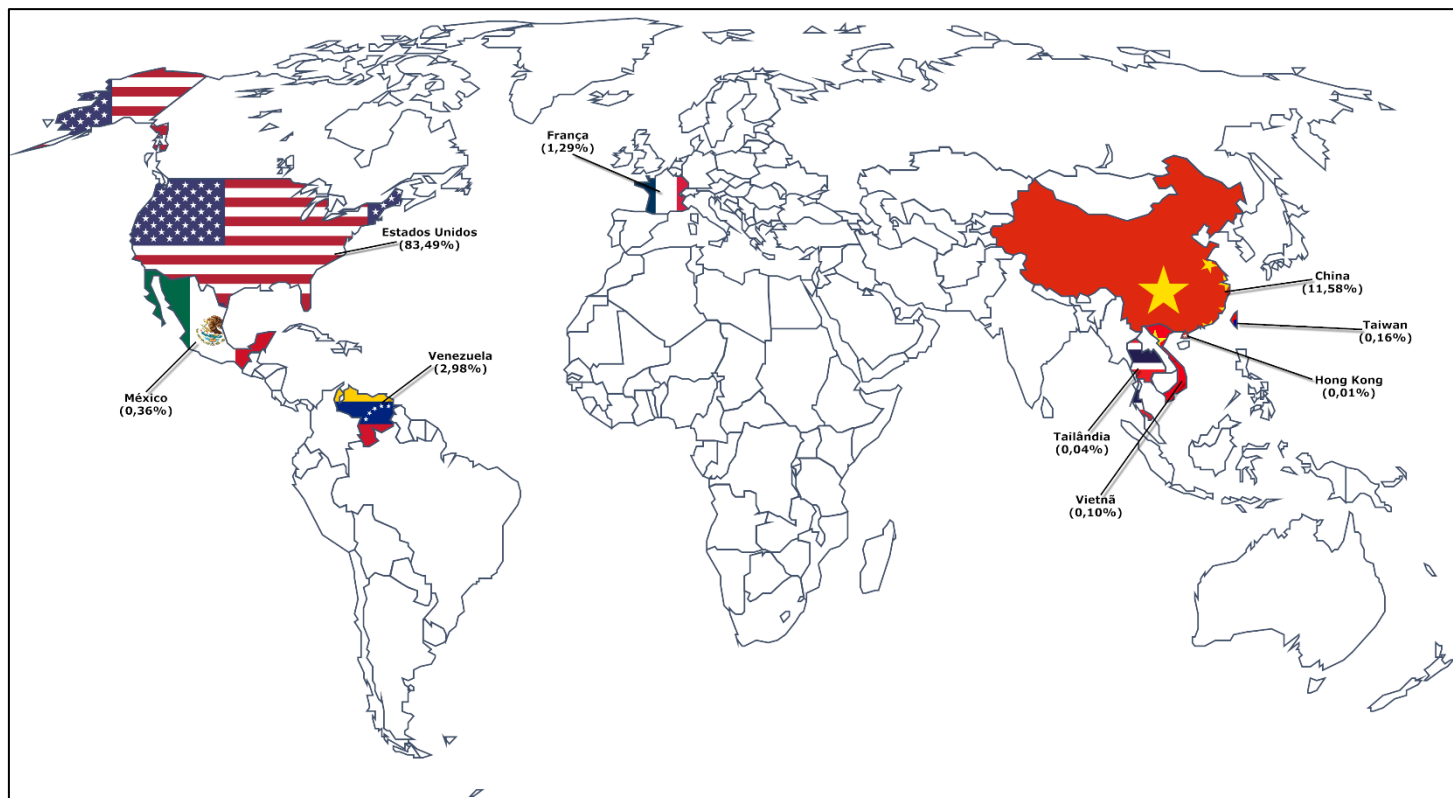 França
(1,29%)
Estados Unidos
(83,49%)
China
(11,58%)
Taiwan
(0,16%)
Venezuela
(2,98%)
Hong Kong
(0,01%)
México
(0,36%)
Tailândia
(0,04%)
Vietnã
(0,10%)